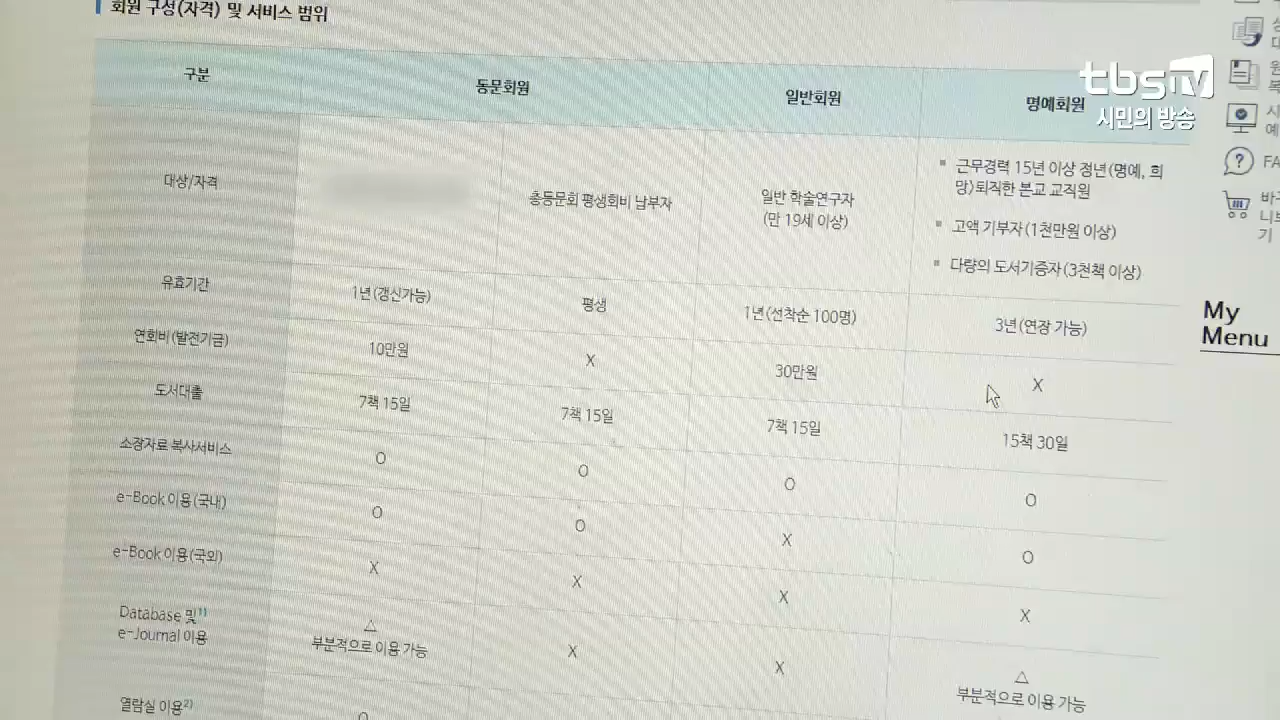 회원 구성(자격) 및 서비스 범위
tbs TV
시민의 방송
구분 동문회원 일반회원 명예회원
대상/자격 총동문회 평생회비 납부자
일반 학술연구자
(만 19세 이상)
근무경력 15년 이상 정년(명예, 희
망)퇴직한 본교 교직원
고액 기부자(1천만원 이상)
다량의 도서기증자(3천책 이상)
유효기간 1년(갱신가능) 평생 1년(선착순 100명) 3년(연장 가능)
연회비(발전기금) 10만원 X 30만원 X
도서대출 7책 15일 7책 15일 7책 15일 15책 30일
소장자료 복사서비스 O O O O
e-Book 이용(국내) O O X O
e-Book 이용(국외) X X X X
Database 및1)
e-Journal 이용
△
부분적으로 이용 가능
X X
△
부분적으로 이용 가능
열람실 이용2) O
FA
바구
니보
기
My
Menu